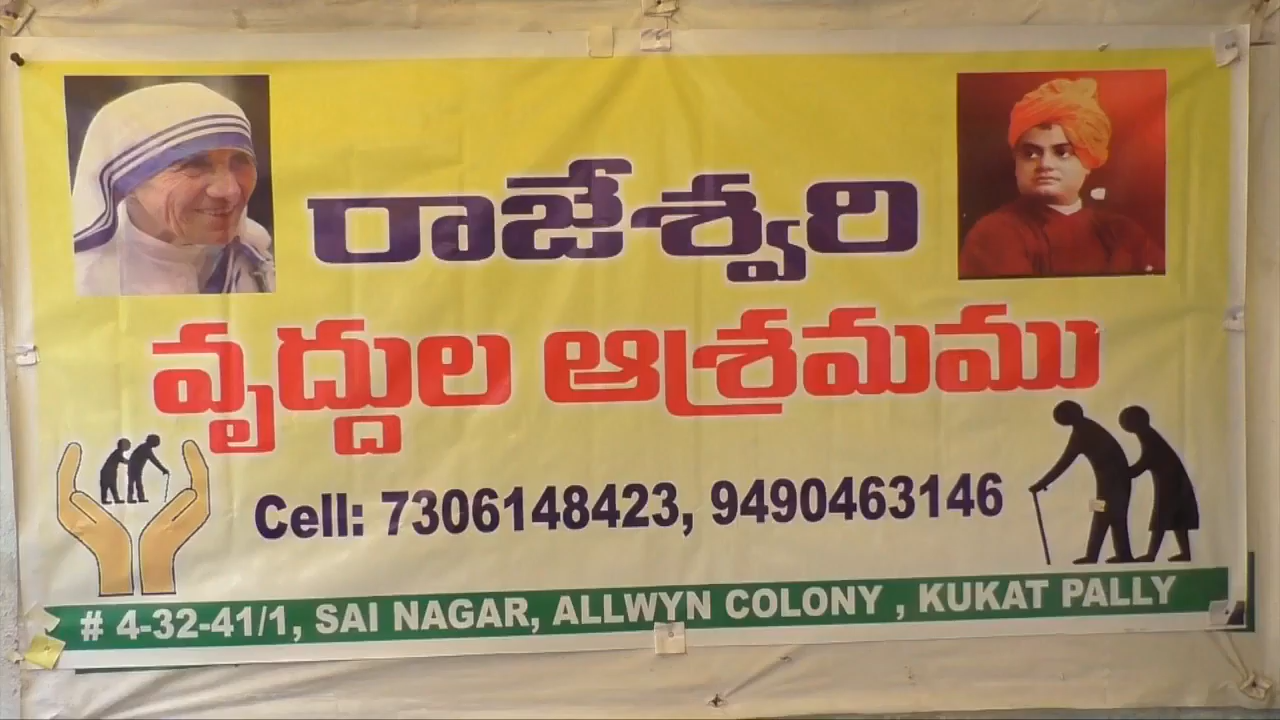 రాజేశ్వరి
వృద్దుల ఆశ్రమము
Cell: 7306148423, 9490463146
# 4-32-41/1, SAI NAGAR, ALLWYN COLONY , KUKAT PALLY